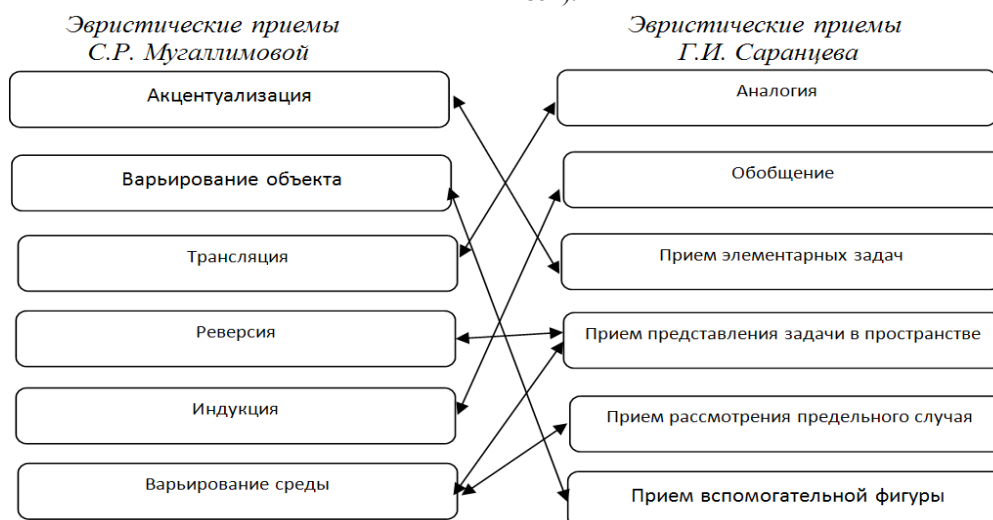 Эвристические приемы
С.Р. Мугаллимовой
Эвристические приемы
Г.И. Саранцева
Акцентуализация
Аналогия
Варьирование объекта
Обобщение
Трансляция
Прием элементарных задач
Реверсия
Прием представления задачи в пространстве
Индукция
Прием рассмотрения предельного случая
Варьирование среды
Прием вспомогательной фигуры